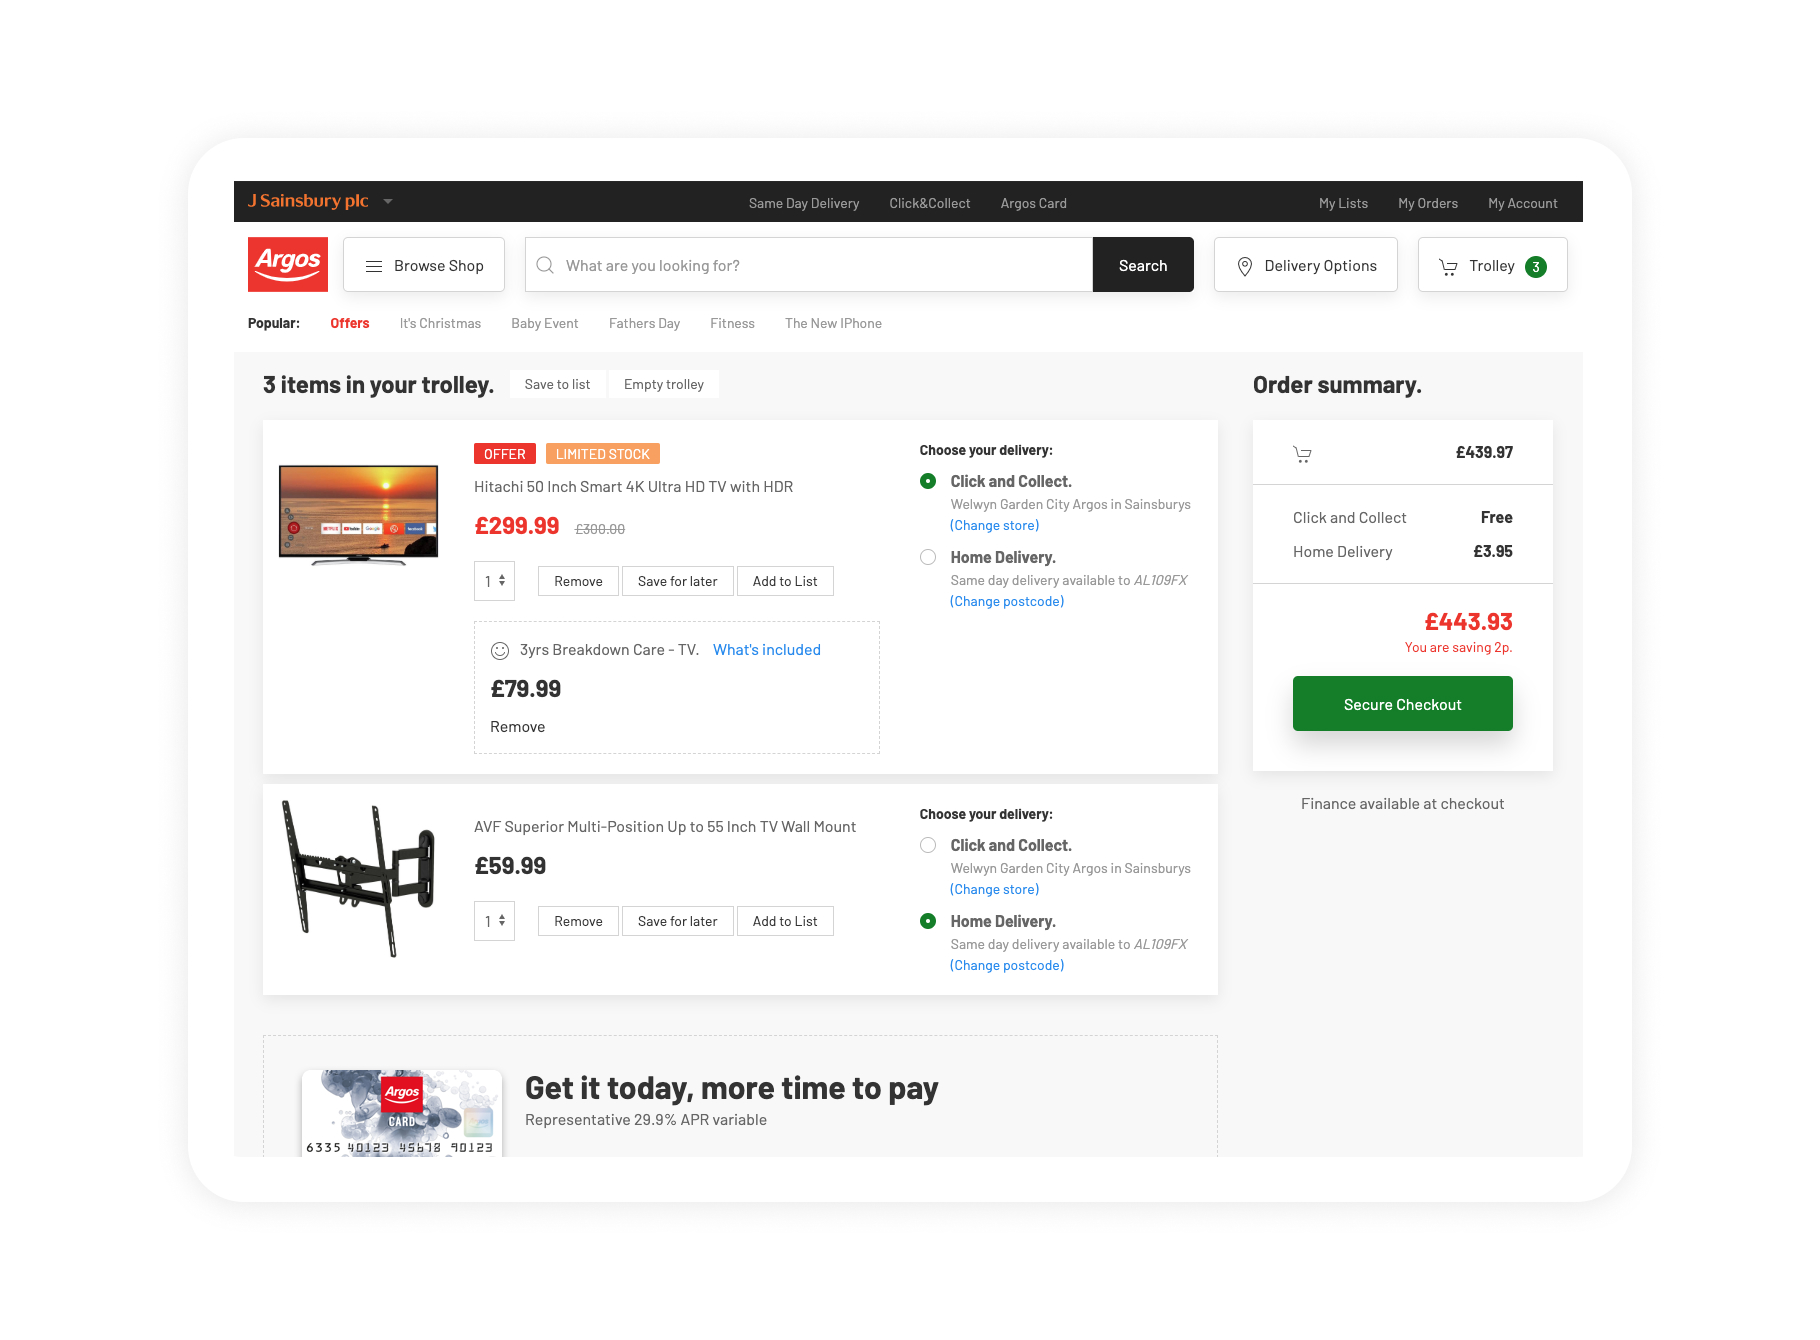 J Sainsbury plc
Same Day Delivery Click&Collect Argos Card
My Lists My Orders My Account
Argos
Browse Shop
What are you looking for?
Search
Delivery Options
Trolley 3
Popular: Offers It's Christmas Baby Event Fathers Day Fitness The New IPhone
3 items in your trolley.
Save to list Empty trolley
OFFER LIMITED STOCK
Hitachi 50 Inch Smart 4K Ultra HD TV with HDR
£299.99 £300.00
1 Remove Save for later Add to List
3yrs Breakdown Care - TV. What's included
£79.99
Remove
Choose your delivery:
Click and Collect.
Welwyn Garden City Argos in Sainsburys
(Change store)
Home Delivery.
Same day delivery available to AL109FX
(Change postcode)
AVF Superior Multi-Position Up to 55 Inch TV Wall Mount
£59.99
1 Remove Save for later Add to List
Choose your delivery:
Click and Collect.
Welwyn Garden City Argos in Sainsburys
(Change store)
Home Delivery.
Same day delivery available to AL109FX
(Change postcode)
Order summary.
£439.97
Click and Collect Free
Home Delivery £3.95
£443.93
You are saving 2p.
Secure Checkout
Finance available at checkout
Argos
CARD
6335 40123 45678 90123
Get it today, more time to pay
Representative 29.9% APR variable